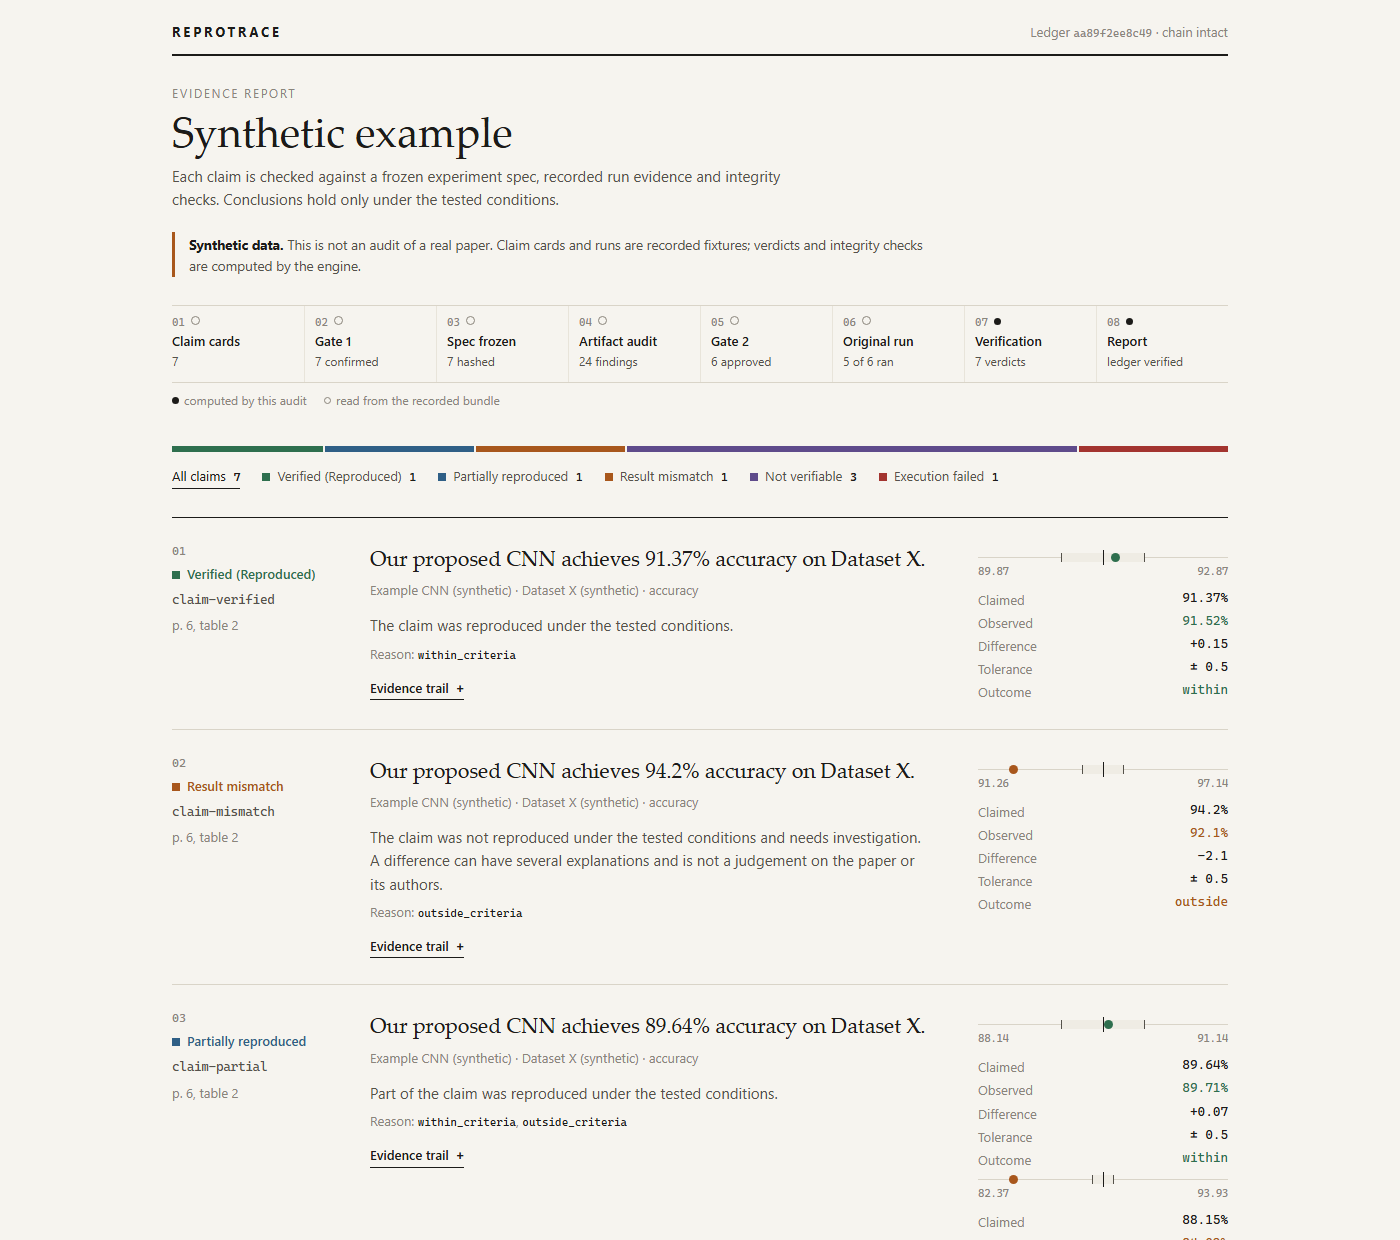 REPROTRACE
Ledger aa89f2ee8c49 · chain intact
EVIDENCE REPORT
Synthetic example
Each claim is checked against a frozen experiment spec, recorded run evidence and integrity
checks. Conclusions hold only under the tested conditions.
Synthetic data. This is not an audit of a real paper. Claim cards and runs are recorded fixtures; verdicts and integrity checks
are computed by the engine.
01
Claim cards
7
02
Gate 1
7 confirmed
03
Spec frozen
7 hashed
04
Artifact audit
24 findings
05
Gate 2
6 approved
06
Original run
5 of 6 ran
07
Verification
7 verdicts
08
Report
ledger verified
computed by this audit
read from the recorded bundle
All claims 7
Verified (Reproduced) 1
Partially reproduced 1
Result mismatch 1
Not verifiable 3
Execution failed 1
01
Verified (Reproduced)
claim-verified
p. 6, table 2
Our proposed CNN achieves 91.37% accuracy on Dataset X.
Example CNN (synthetic) · Dataset X (synthetic) · accuracy
The claim was reproduced under the tested conditions.
Reason: within_criteria
Evidence trail +
89.87 92.87
Claimed 91.37%
Observed 91.52%
Difference +0.15
Tolerance ± 0.5
Outcome within
02
Result mismatch
claim-mismatch
p. 6, table 2
Our proposed CNN achieves 94.2% accuracy on Dataset X.
Example CNN (synthetic) · Dataset X (synthetic) · accuracy
The claim was not reproduced under the tested conditions and needs investigation.
A difference can have several explanations and is not a judgement on the paper or
its authors.
Reason: outside_criteria
Evidence trail +
91.26 97.14
Claimed 94.2%
Observed 92.1%
Difference −2.1
Tolerance ± 0.5
Outcome outside
03
Partially reproduced
claim-partial
p. 6, table 2
Our proposed CNN achieves 89.64% accuracy on Dataset X.
Example CNN (synthetic) · Dataset X (synthetic) · accuracy
Part of the claim was reproduced under the tested conditions.
Reason: within_criteria, outside_criteria
Evidence trail +
88.14 91.14
Claimed 89.64%
Observed 89.71%
Difference +0.07
Tolerance ± 0.5
Outcome within
82.37 93.93
Claimed 88.15%